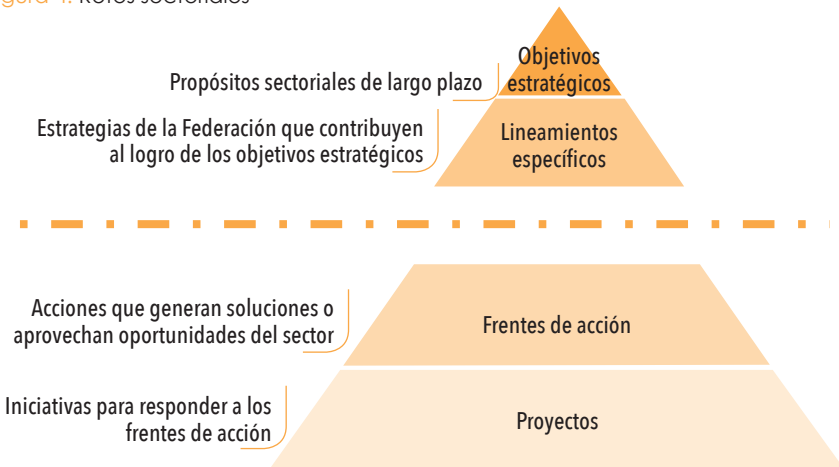 Retos sectoriales
Objetivos
estratégicos
Propósitos sectoriales de largo plazo
Estrategias de la Federación que contribuyen
al logro de los objetivos estratégicos
Lineamientos
específicos
Acciones que generan soluciones o
aprovechan oportunidades del sector
Frentes de acción
Iniciativas para responder a los
frentes de acción
Proyectos